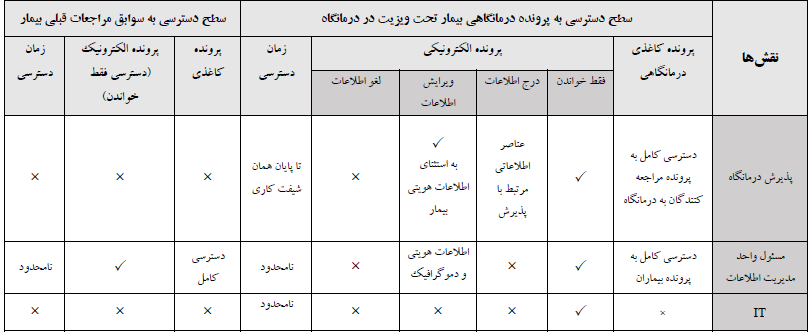 نقش‌ها
سطح دسترسی به پرونده درمانگاهی بیمار تحت ویزیت در درمانگاه
سطح دسترسی به سوابق مراجعات قبلی بیمار
پرونده کاغذی
درمانگاهی
پرونده الکترونیکی
زمان
دسترسی
پرونده
کاغذی
پرونده الکترونیک
(دسترسی فقط
خواندن)
زمان
دسترسی
فقط خواندن
درج اطلاعات
ویرایش
اطلاعات
لغو اطلاعات
پذیرش درمانگاه
دسترسی کامل به
پرونده مراجعه
کنندگان به درمانگاه
✓
عناصر
اطلاعاتی
مرتبط با
پذیرش
✓
به استثنای
اطلاعات هویتی
بیمار
×
تا پایان همان
شیفت کاری
×
×
×
مسئول واحد
مدیریت اطلاعات
دسترسی کامل به
پرونده بیماران
✓
×
اطلاعات هویتی
و دموگرافیک
×
نامحدود
دسترسی
کامل
✓
نامحدود
IT
×
✓
×
×
×
نامحدود
×
×
×